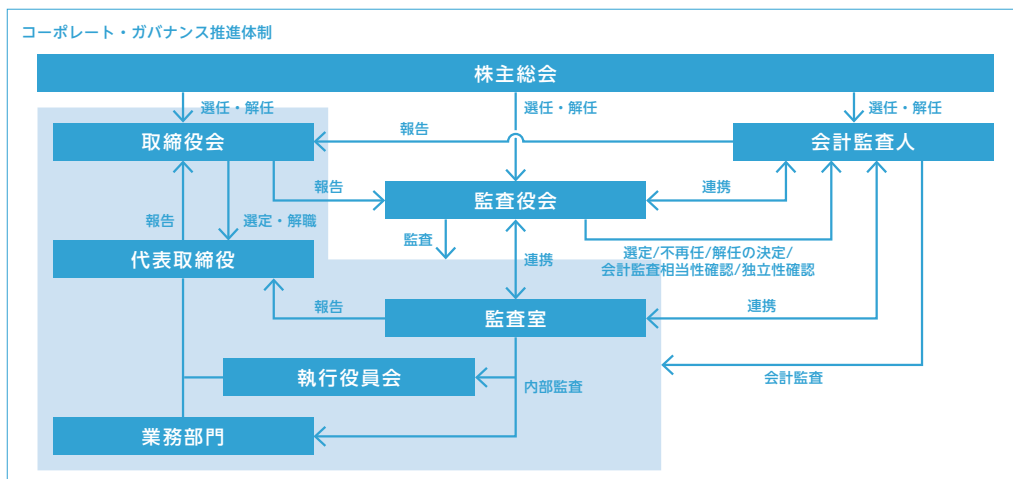 コーポレート・ガバナンス推進体制
株主総会
選任・解任
選任・解任
選任・解任
取締役会
報告
会計監査人
報告
監査役会
連携
報告
選定・解職
監査
選定/不再任/解任の決定/
会計監査相当性確認/独立性確認
代表取締役
連携
報告
監査室
連携
執行役員会
内部監査
会計監査
業務部門